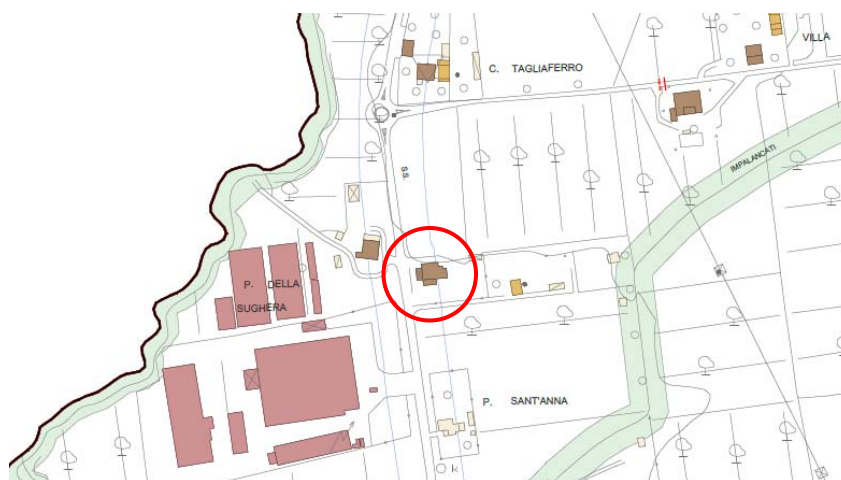 VILLA
C. TAGLIAFERRO
S.S.
IMPALANCATI
P. DELLA
SUGHERA
P. SANT'ANNA